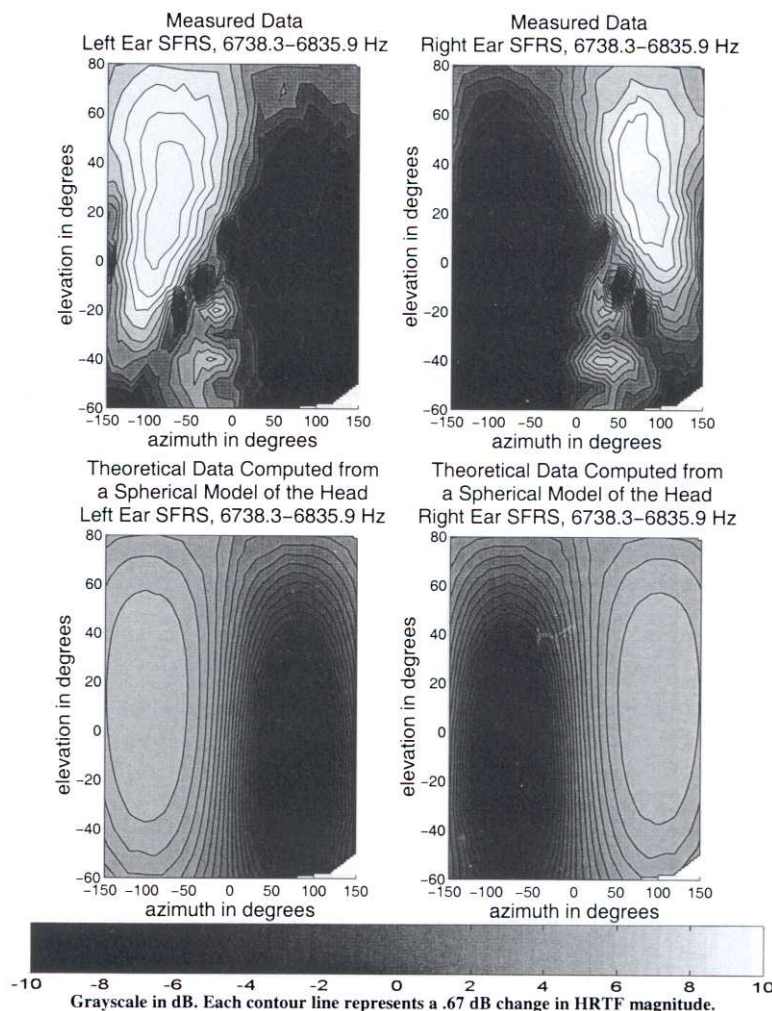 Measured Data
Left Ear SFRS, 6738.3–6835.9 Hz
80
60
40
20
0
−20
−40
−60
elevation in degrees
−150 −100 −50 0 50 100 150
azimuth in degrees
Measured Data
Right Ear SFRS, 6738.3–6835.9 Hz
80
60
40
20
0
−20
−40
−60
elevation in degrees
−150 −100 −50 0 50 100 150
azimuth in degrees
Theoretical Data Computed from
a Spherical Model of the Head
Left Ear SFRS, 6738.3–6835.9 Hz
80
60
40
20
0
−20
−40
−60
elevation in degrees
−150 −100 −50 0 50 100 150
azimuth in degrees
Theoretical Data Computed from
a Spherical Model of the Head
Right Ear SFRS, 6738.3–6835.9 Hz
80
60
40
20
0
−20
−40
−60
elevation in degrees
−150 −100 −50 0 50 100 150
azimuth in degrees
-10 -8 -6 -4 -2 0 2 4 6 8 10
Grayscale in dB. Each contour line represents a .67 dB change in HRTF magnitude.